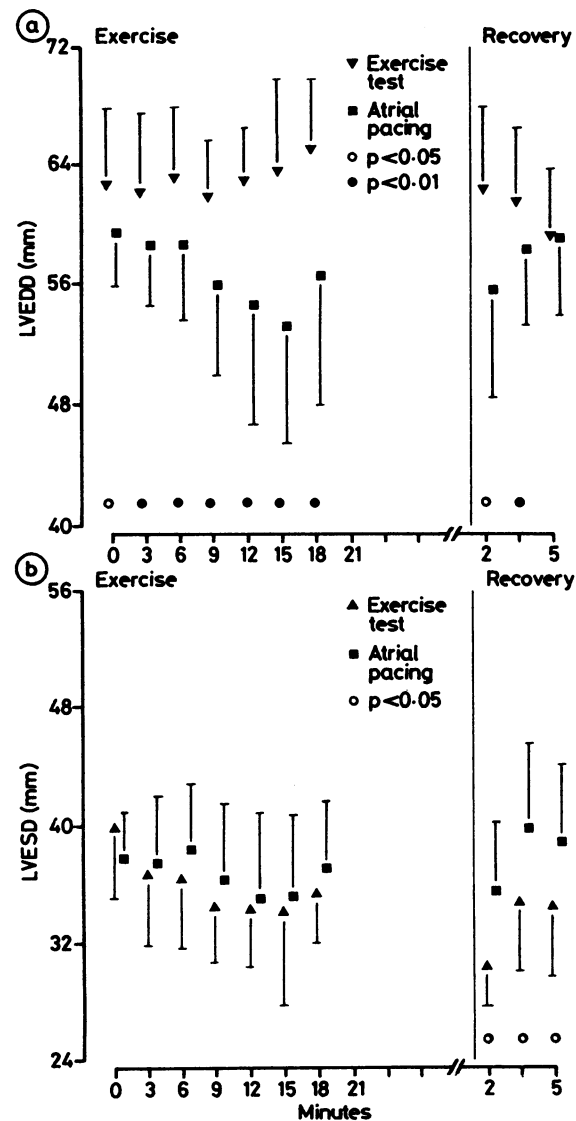 a
Exercise
Recovery
72
64
56
48
40
LVEDD (mm)
Exercise
test
Atrial
pacing
p<0·05
p<0·01
0 3 6 9 12 15 18 21
2 5
b
Exercise
Recovery
56
48
40
32
24
LVESD (mm)
Exercise
test
Atrial
pacing
p<0·05
0 3 6 9 12 15 18 21
2 5
Minutes